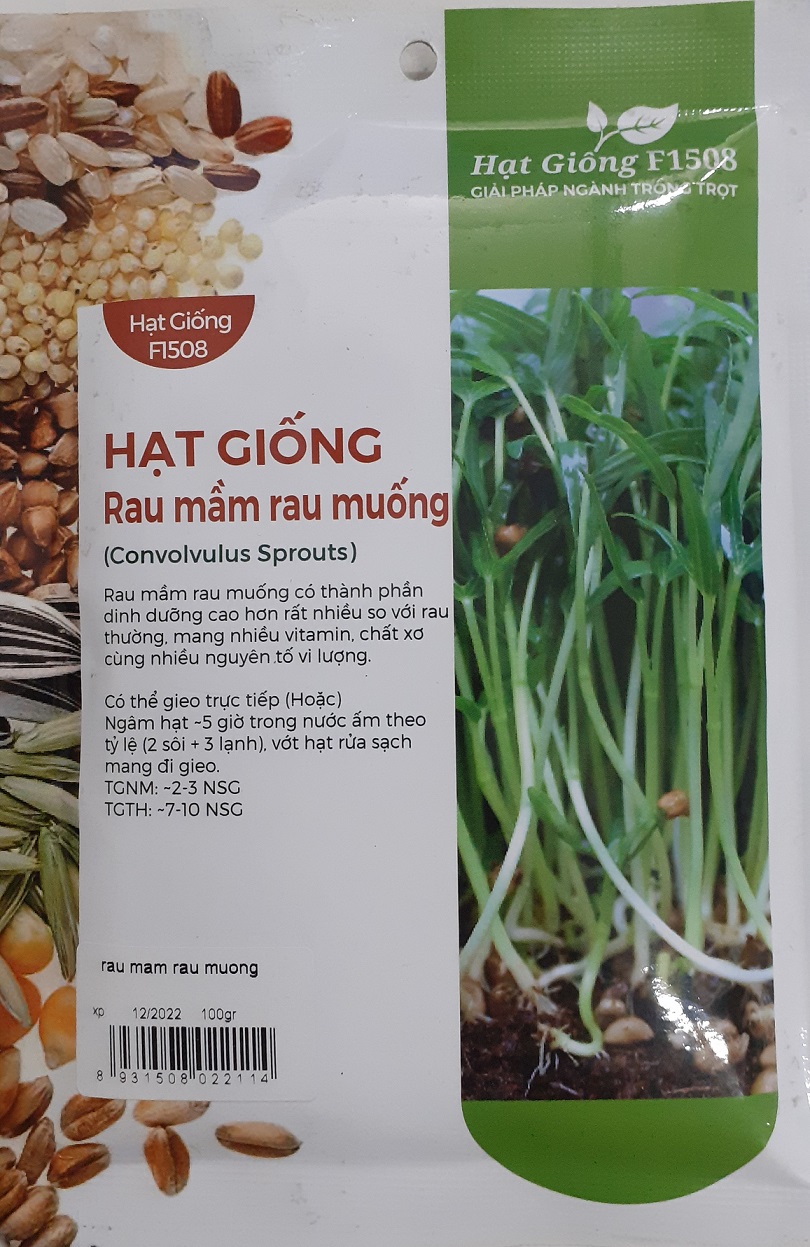 Hạt Giống F1508
GIẢI PHÁP NGÀNH TRỒNG TRỌT
Hạt Giống
F1508
HẠT GIỐNG
Rau mầm rau muống
(Convolvulus Sprouts)
Rau mầm rau muống có thành phần
dinh dưỡng cao hơn rất nhiều so với rau
thường, mang nhiều vitamin, chất xơ
cùng nhiều nguyên tố vi lượng.
Có thể gieo trực tiếp (Hoặc)
Ngâm hạt ~5 giờ trong nước ấm theo
tỷ lệ (2 sôi + 3 lạnh), vớt hạt rửa sạch
mang đi gieo.
TGNM: ~2-3 NSG
TGTH: ~7-10 NSG
rau mam rau muong
xp 12/2022 100gr
8 931508 022114